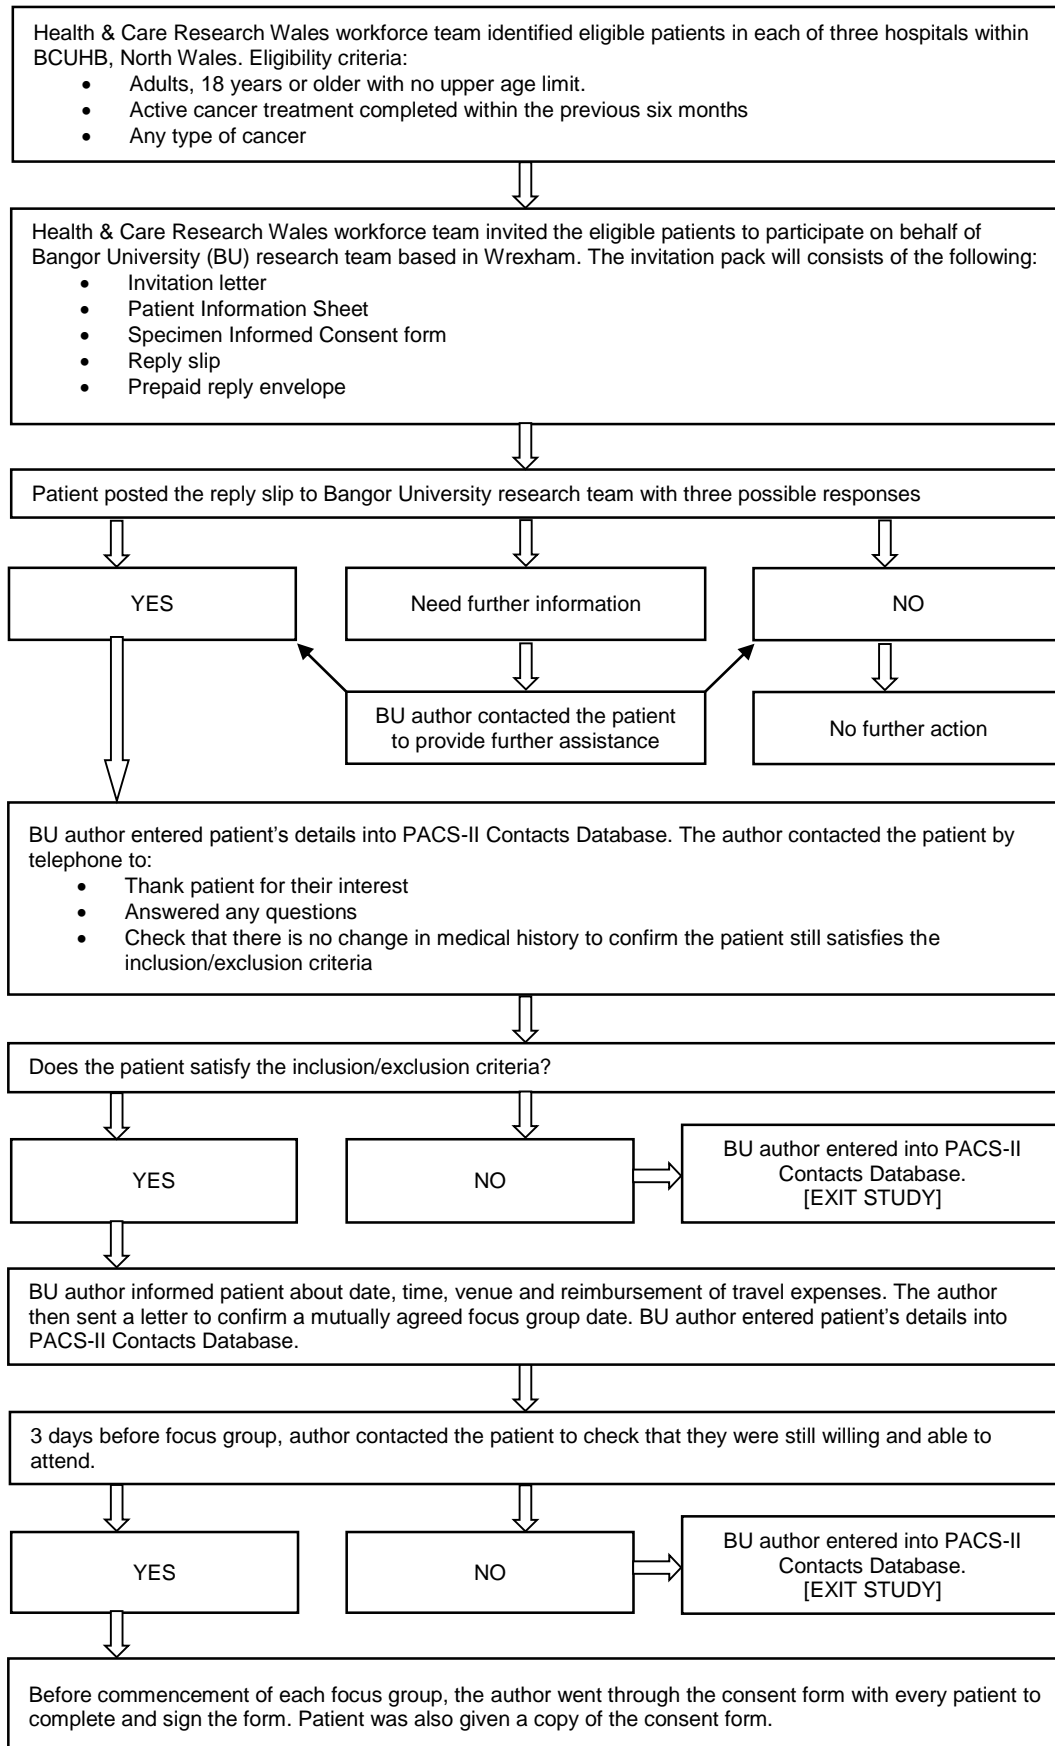 Health & Care Research Wales workforce team identified eligible patients in each of three hospitals within
BCUHB, North Wales. Eligibility criteria:
• Adults, 18 years or older with no upper age limit.
• Active cancer treatment completed within the previous six months
• Any type of cancer
Health & Care Research Wales workforce team invited the eligible patients to participate on behalf of
Bangor University (BU) research team based in Wrexham. The invitation pack will consists of the following:
• Invitation letter
• Patient Information Sheet
• Specimen Informed Consent form
• Reply slip
• Prepaid reply envelope
Patient posted the reply slip to Bangor University research team with three possible responses
YES
Need further information
NO
BU author contacted the patient
to provide further assistance
No further action
BU author entered patient’s details into PACS-II Contacts Database. The author contacted the patient by
telephone to:
• Thank patient for their interest
• Answered any questions
• Check that there is no change in medical history to confirm the patient still satisfies the
inclusion/exclusion criteria
Does the patient satisfy the inclusion/exclusion criteria?
YES
NO
BU author entered into PACS-II
Contacts Database.
[EXIT STUDY]
BU author informed patient about date, time, venue and reimbursement of travel expenses. The author
then sent a letter to confirm a mutually agreed focus group date. BU author entered patient’s details into
PACS-II Contacts Database.
3 days before focus group, author contacted the patient to check that they were still willing and able to
attend.
YES
NO
BU author entered into PACS-II
Contacts Database.
[EXIT STUDY]
Before commencement of each focus group, the author went through the consent form with every patient to
complete and sign the form. Patient was also given a copy of the consent form.